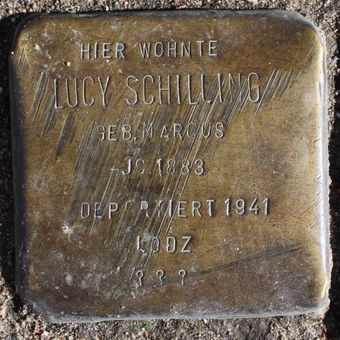 HIER WOHNTE
LUCY SCHILLING
GEB. MARCUS
JG. 1883
DEPORTIERT 1941
LODZ
? ? ?